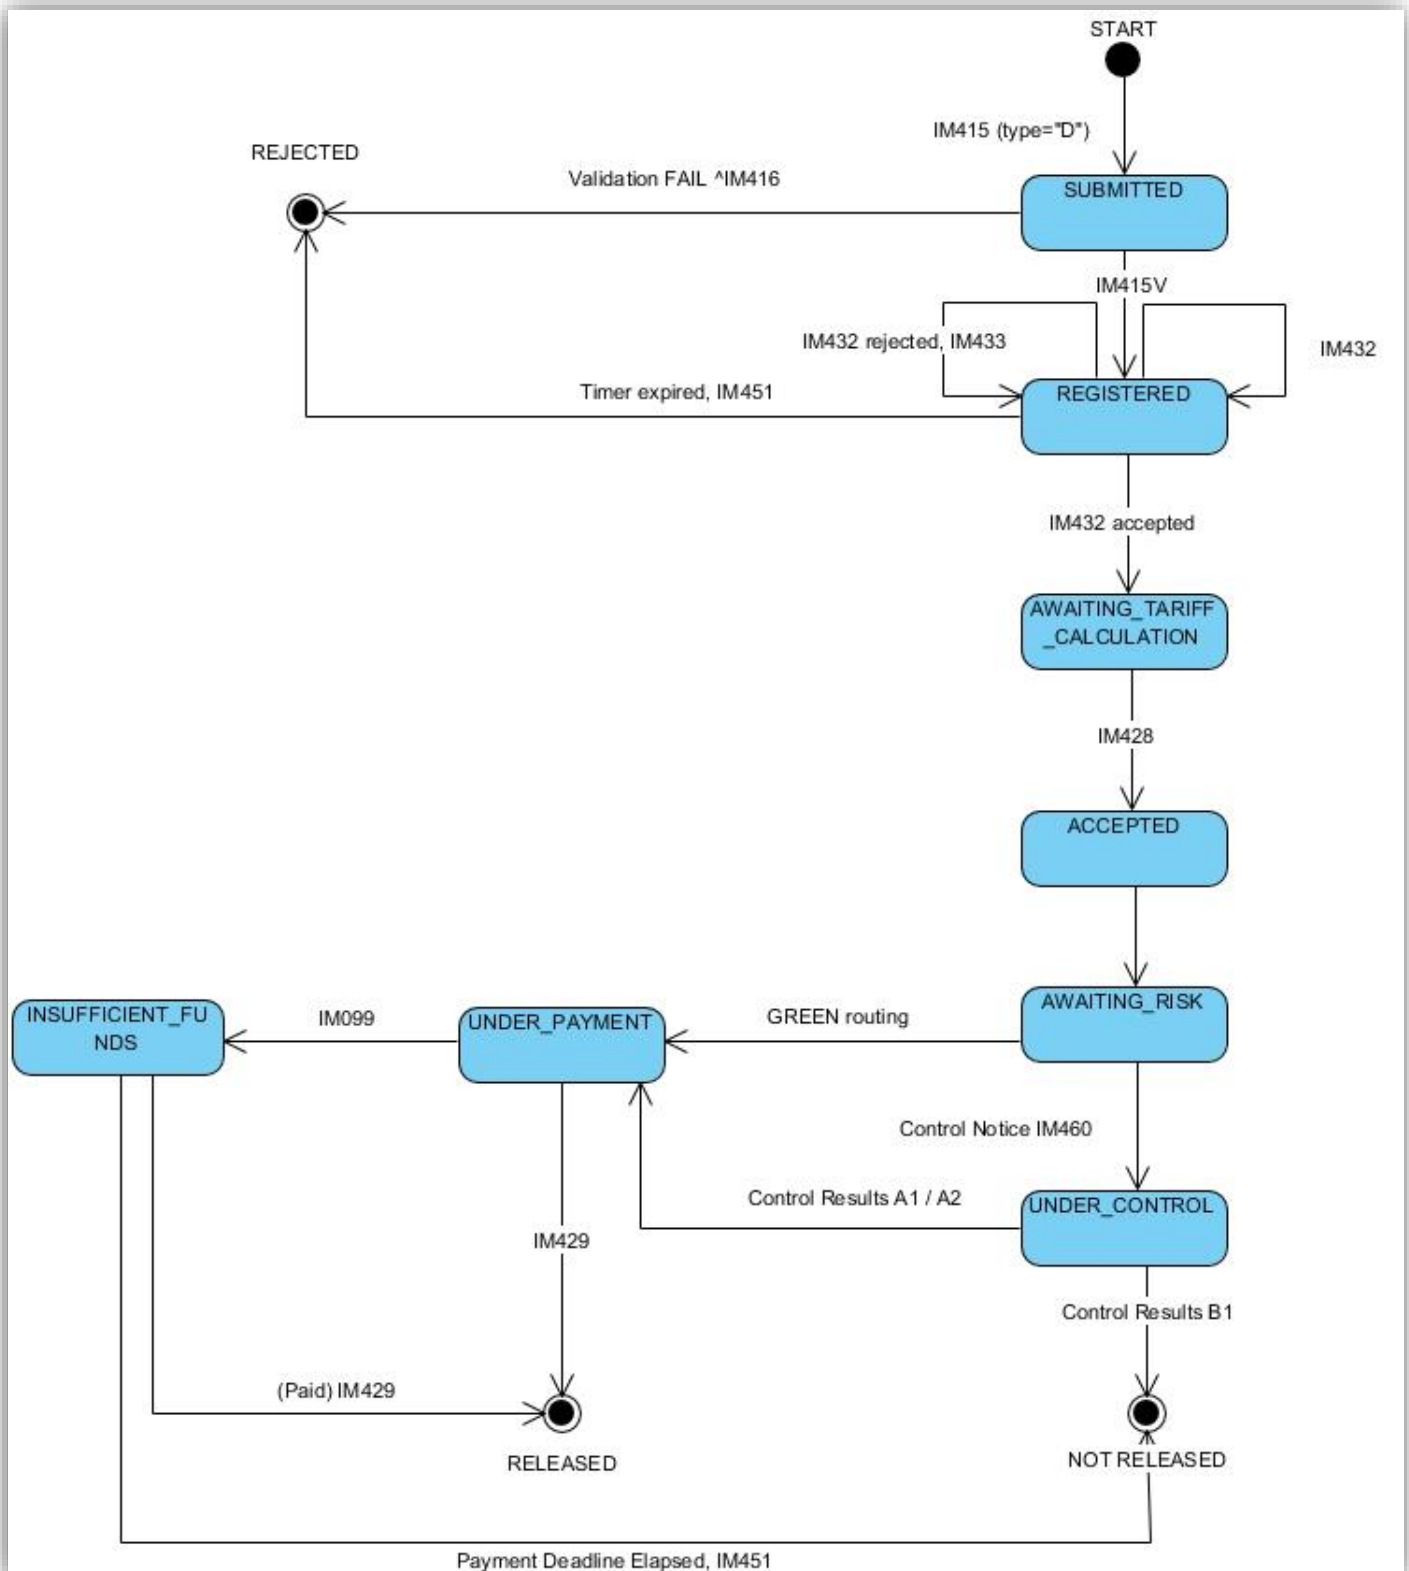 START
IM415 (type="D")
REJECTED
Validation FAIL ^IM416
SUBMITTED
IM415V
IM432 rejected, IM433
IM432
Timer expired, IM451
REGISTERED
IM432 accepted
AWAITING_TARIFF
_CALCULATION
IM428
ACCEPTED
AWAITING_RISK
GREEN routing
UNDER_PAYMENT
IM099
INSUFFICIENT_FU
NDS
Control Notice IM460
Control Results A1 / A2
UNDER_CONTROL
IM429
Control Results B1
(Paid) IM429
RELEASED
NOT RELEASED
Payment Deadline Elapsed, IM451